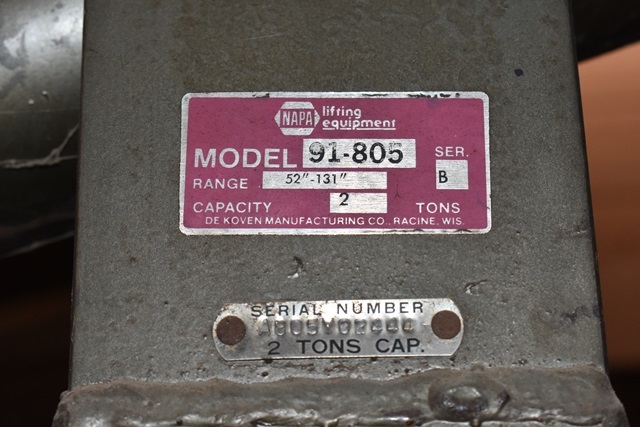 NAPA lifting equipment
MODEL 91-805 SER.
RANGE 52"-131" B
CAPACITY 2 TONS
DE KOVEN MANUFACTURING CO., RACINE, WIS.
SERIAL NUMBER
2 TONS CAP.